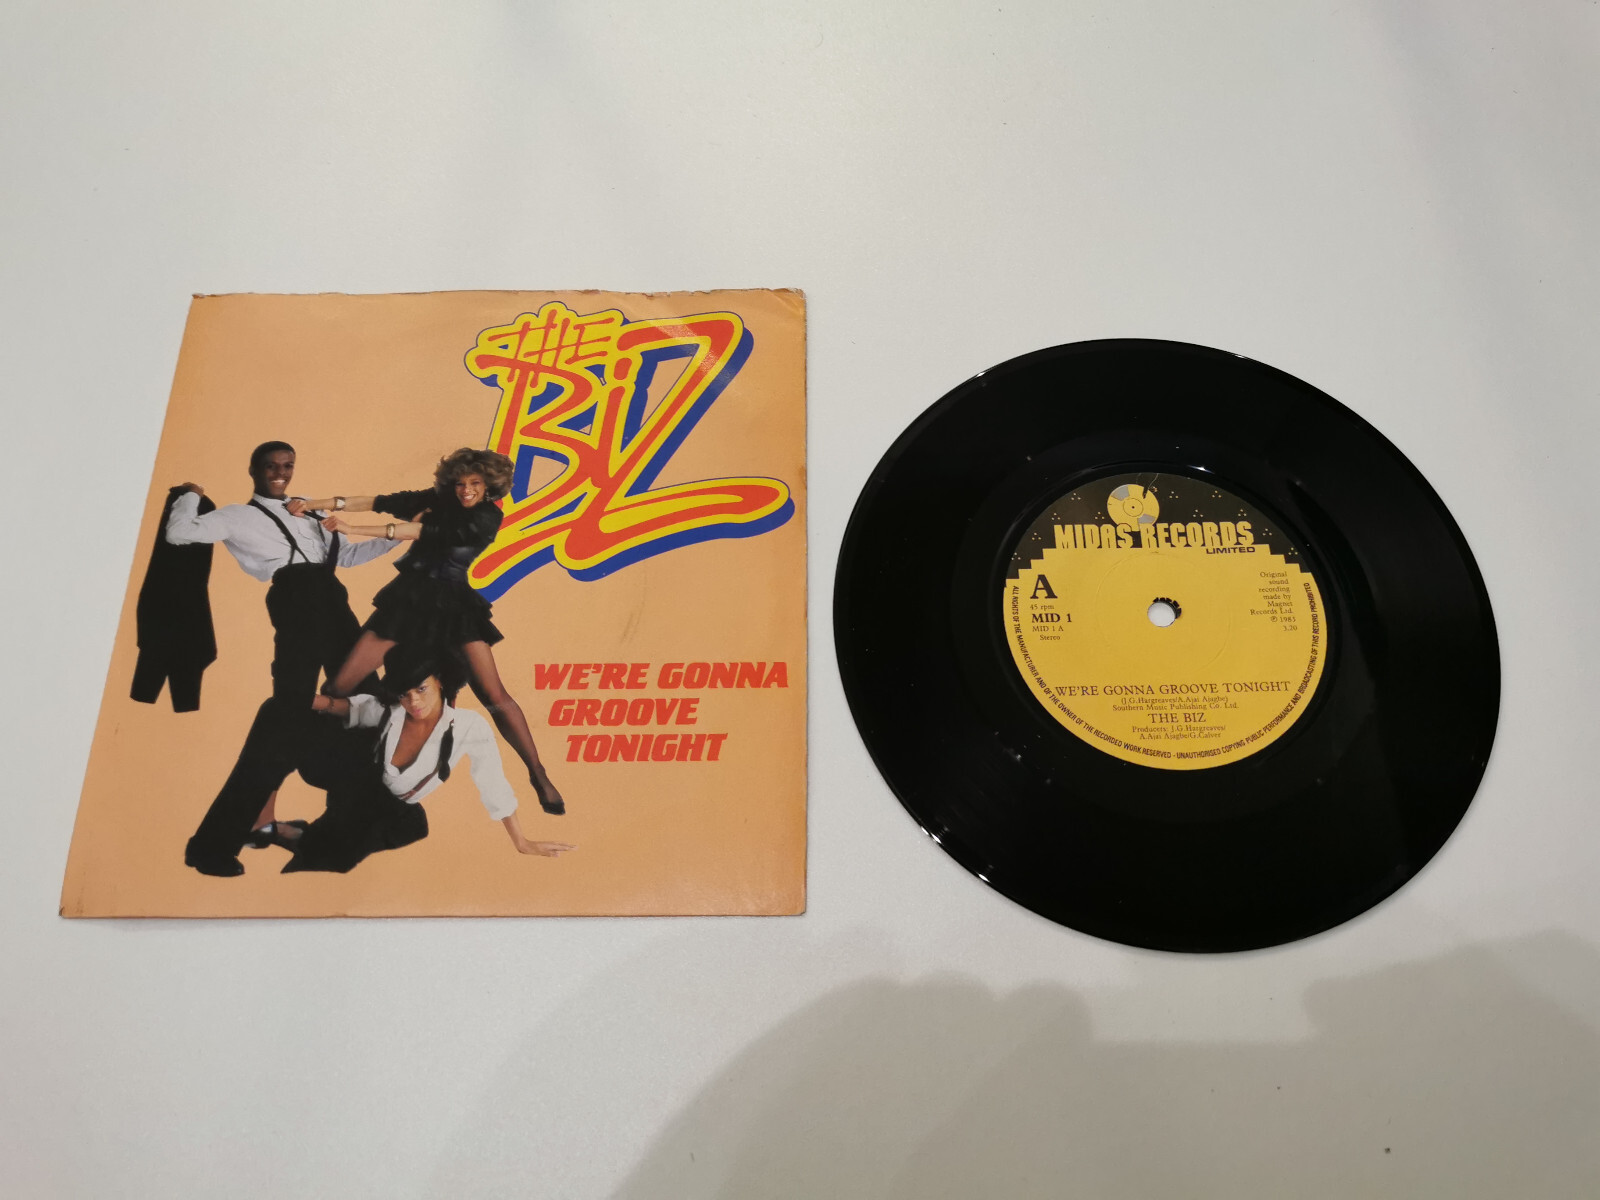 THE
BiZ
WE'RE GONNA
GROOVE
TONIGHT
MIDAS RECORDS
LIMITED
A
45 rpm
MID 1
MID 1 A
Stereo
Original
sound
recording
made by
Magnet
Records Ltd.
℗ 1983
3.20
WE'RE GONNA GROOVE TONIGHT
(J.G.Hargreaves/A.Ajai Ajagbe)
Southern Music Publishing Co. Ltd.
THE BIZ
Producers: J.G.Hargreaves/
A.Ajai Ajagbe/G.Calver
ALL RIGHTS OF THE MANUFACTURER AND OF THE OWNER OF THE RECORDED WORK RESERVED - UNAUTHORISED COPYING PUBLIC PERFORMANCE AND BROADCASTING OF THIS RECORD PROHIBITED